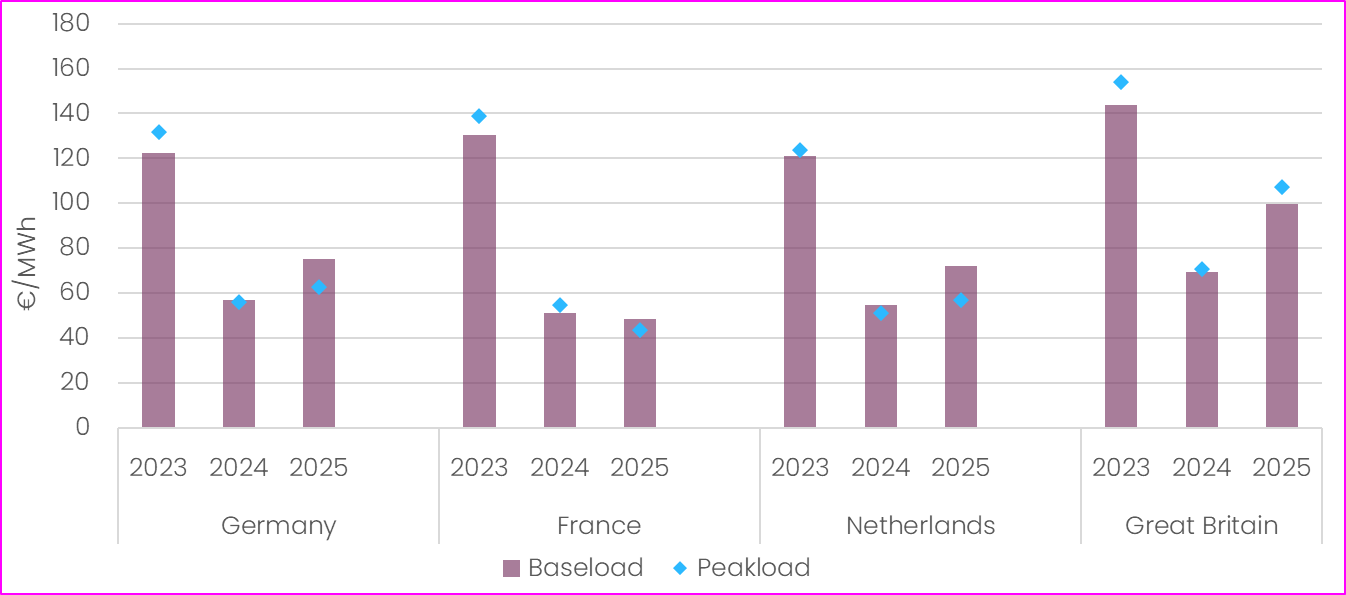 180
160
140
120
100
80
60
40
20
0
€/MWh
2023 2024 2025 2023 2024 2025 2023 2024 2025 2023 2024 2025
Germany France Netherlands Great Britain
Baseload Peakload